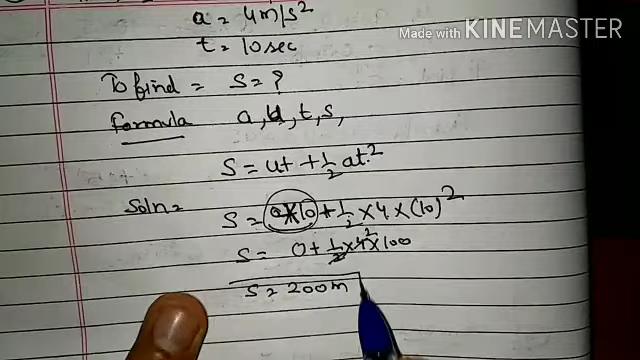 Made with KINEMASTER
a = 4m/s²
t = 10sec
To find = s = ?
formula a, u, t, s,
s = ut + 1/2 at²
Soln = s = 0×10 + 1/2 × 4 × (10)²
s = 0 + 1/2 × 4² × 100
s = 200m